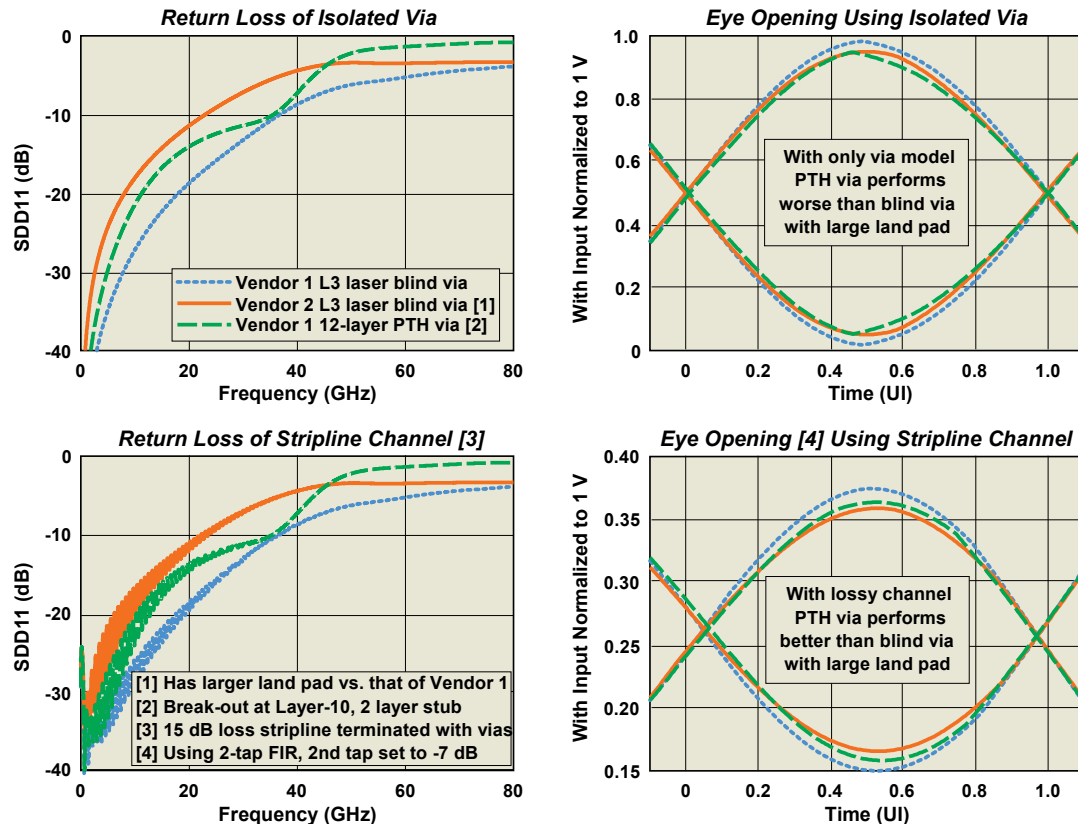 Return Loss of Isolated Via
SDD11 (dB)
0
-10
-20
-30
-40
Vendor 1 L3 laser blind via
Vendor 2 L3 laser blind via [1]
Vendor 1 12-layer PTH via [2]
0
20
40
60
80
Frequency (GHz)
Eye Opening Using Isolated Via
With Input Normalized to 1 V
1.0
0.8
0.6
0.4
0.2
0
With only via model
PTH via performs
worse than blind via
with large land pad
0
0.2
0.4
0.6
0.8
1.0
Time (UI)
Return Loss of Stripline Channel [3]
SDD11 (dB)
0
-10
-20
-30
-40
[1] Has larger land pad vs. that of Vendor 1
[2] Break-out at Layer-10, 2 layer stub
[3] 15 dB loss stripline terminated with vias
[4] Using 2-tap FIR, 2nd tap set to -7 dB
0
20
40
60
80
Frequency (GHz)
Eye Opening [4] Using Stripline Channel
With Input Normalized to 1 V
0.40
0.35
0.30
0.25
0.20
0.15
With lossy channel
PTH via performs
better than blind via
with large land pad
0
0.2
0.4
0.6
0.8
1.0
Time (UI)